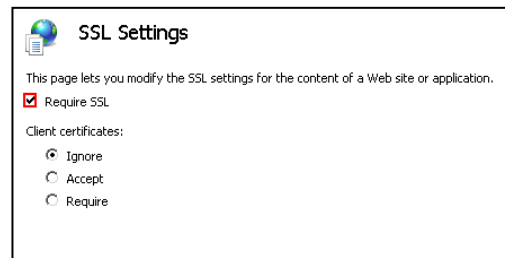 SSL Settings
This page lets you modify the SSL settings for the content of a Web site or application.
Require SSL
Client certificates:
Ignore
Accept
Require